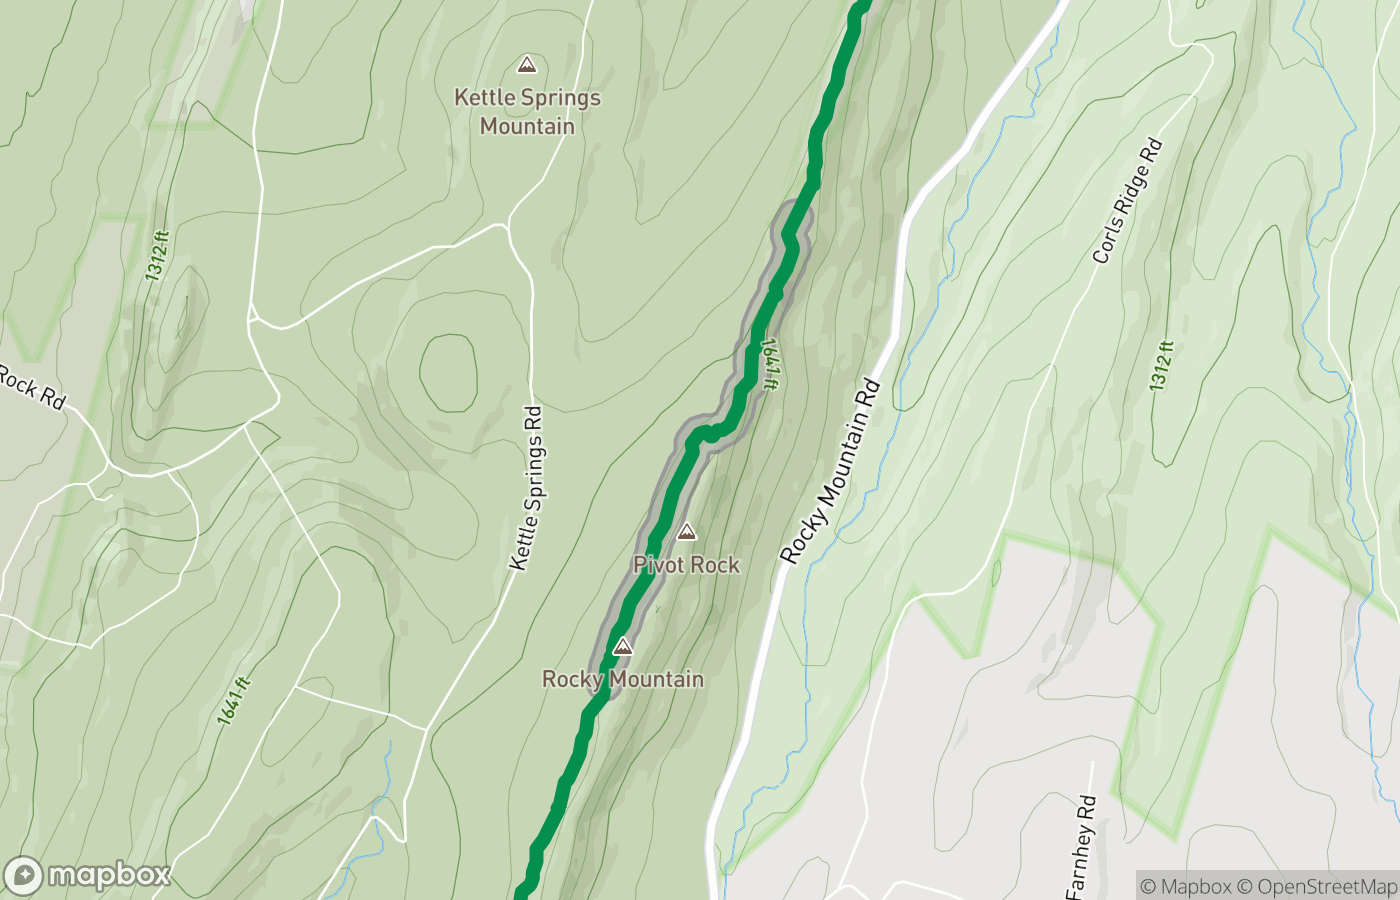 Kettle Springs
Mountain
Corls Ridge Rd
1312 ft
1641 ft
1312 ft
Rock Rd
Rocky Mountain Rd
Kettle Springs Rd
Pivot Rock
Rocky Mountain
1641 ft
Farnhey Rd
mapbox
© Mapbox © OpenStreetMap